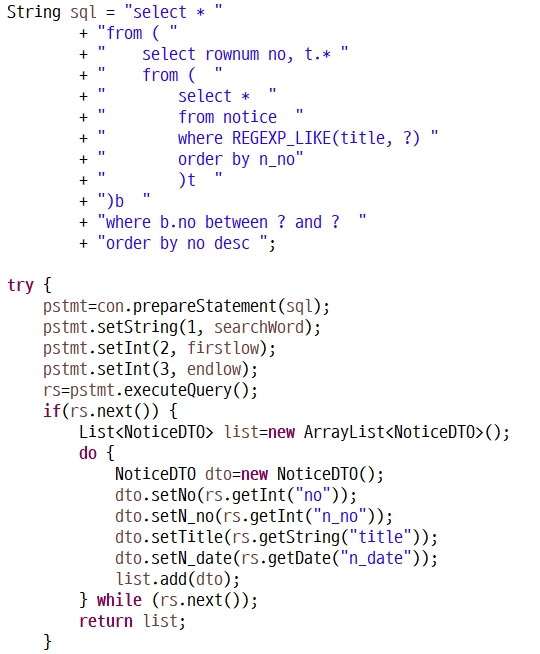 String sql = "select * "
+ "from ( "
+ "    select rownum no, t.* "
+ "    from (  "
+ "        select *  "
+ "        from notice  "
+ "        where REGEXP_LIKE(title, ?) "
+ "        order by n_no"
+ "        )t  "
+ ")b  "
+ "where b.no between ? and ?  "
+ "order by no desc ";
try {
pstmt=con.prepareStatement(sql);
pstmt.setString(1, searchWord);
pstmt.setInt(2, firstlow);
pstmt.setInt(3, endlow);
rs=pstmt.executeQuery();
if(rs.next()) {
List<NoticeDTO> list=new ArrayList<NoticeDTO>();
do {
NoticeDTO dto=new NoticeDTO();
dto.setNo(rs.getInt("no"));
dto.setN_no(rs.getInt("n_no"));
dto.setTitle(rs.getString("title"));
dto.setN_date(rs.getDate("n_date"));
list.add(dto);
} while (rs.next());
return list;
}